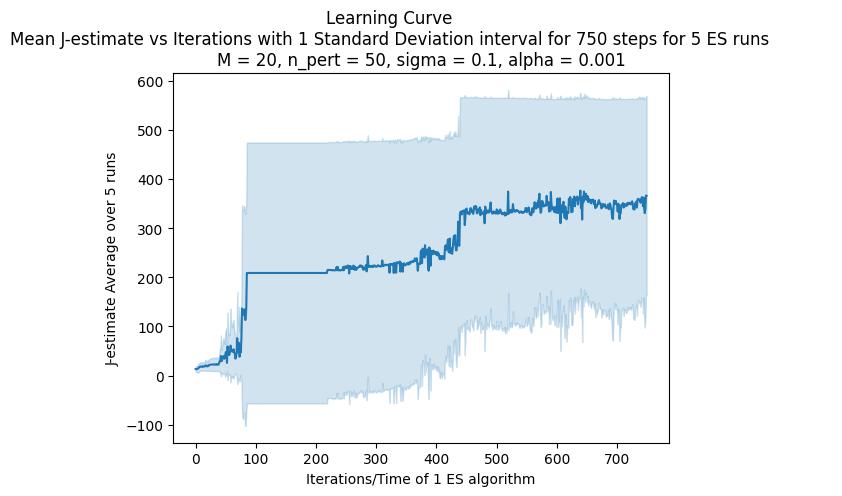 Learning Curve
Mean J-estimate vs Iterations with 1 Standard Deviation interval for 750 steps for 5 ES runs
M = 20, n_pert = 50, sigma = 0.1, alpha = 0.001
600
500
400
300
200
100
0
−100
J-estimate Average over 5 runs
0 100 200 300 400 500 600 700
Iterations/Time of 1 ES algorithm